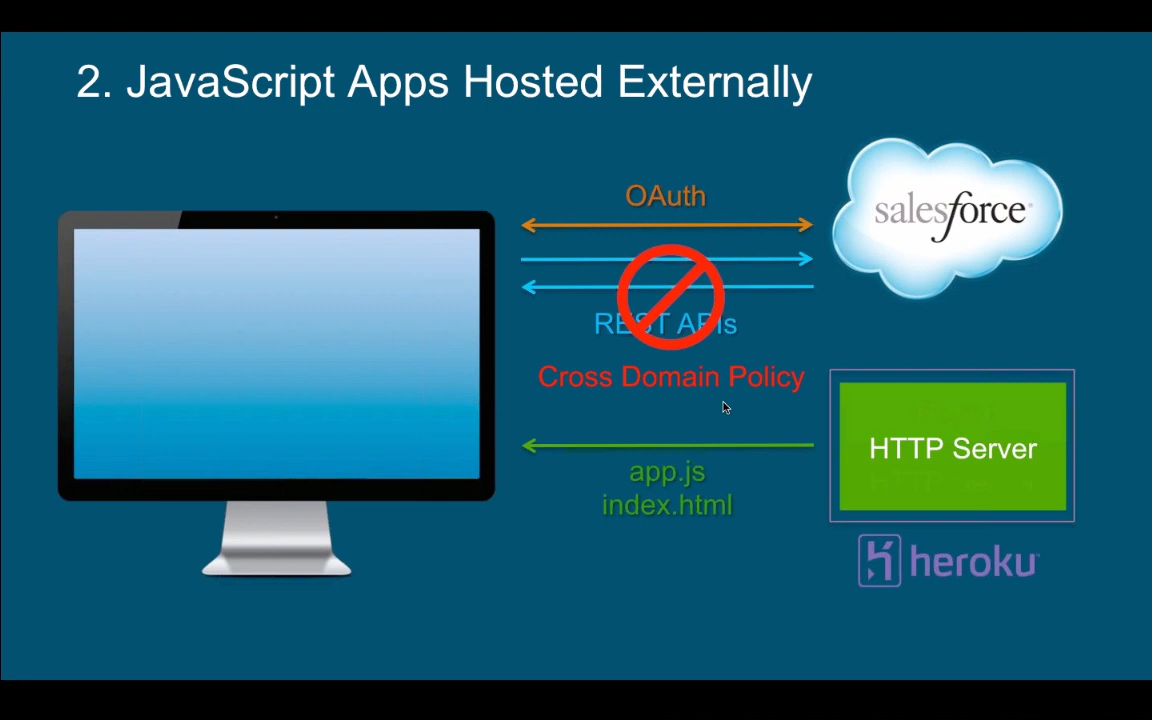 2. JavaScript Apps Hosted Externally
OAuth
salesforce
REST APIs
Cross Domain Policy
HTTP Server
app.js
index.html
heroku